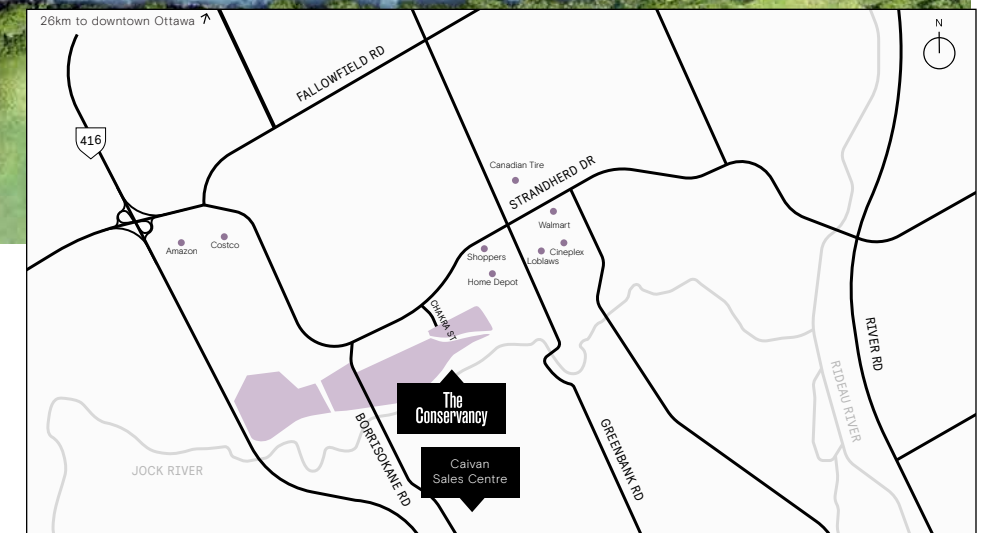 26km to downtown Ottawa
N
FALLOWFIELD RD
416
Canadian Tire
STRANDHERD DR
Walmart
Amazon
Costco
Shoppers
Cineplex
Loblaws
Home Depot
CHAKRA ST
RIVER RD
RIDEAU RIVER
The
Conservancy
BORRISOKANE RD
GREENBANK RD
Caivan
Sales Centre
JOCK RIVER